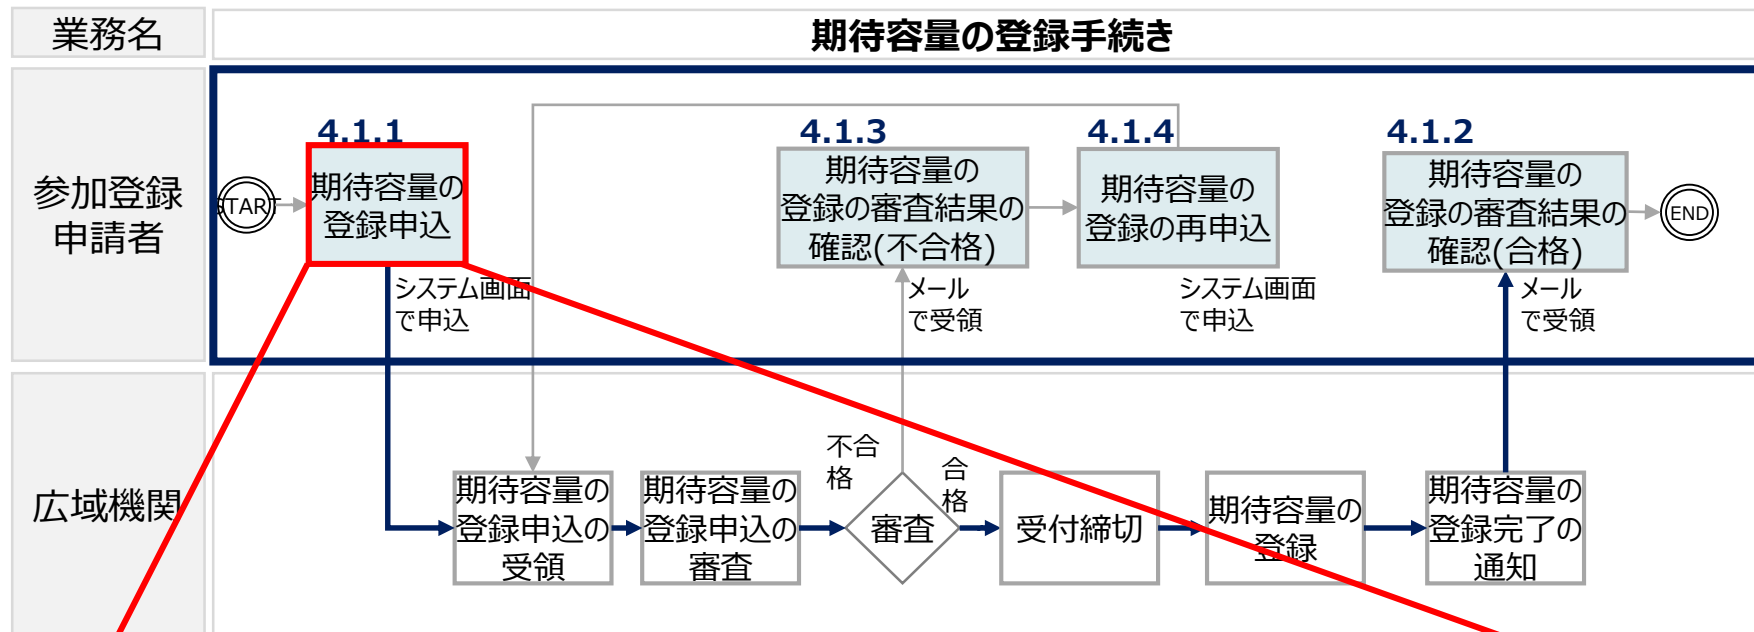 業務名
期待容量の登録手続き
参加登録
申請者
START
4.1.1
期待容量の
登録申込
システム画面
で申込
4.1.3
期待容量の
登録の審査結果の
確認(不合格)
メール
で受領
4.1.4
期待容量の
登録の再申込
システム画面
で申込
4.1.2
期待容量の
登録の審査結果の
確認(合格)
メール
で受領
END
広域機関
期待容量の
登録申込の
受領
期待容量の
登録申込の
審査
不合
格
審査
合
格
受付締切
期待容量の
登録
期待容量の
登録完了の
通知